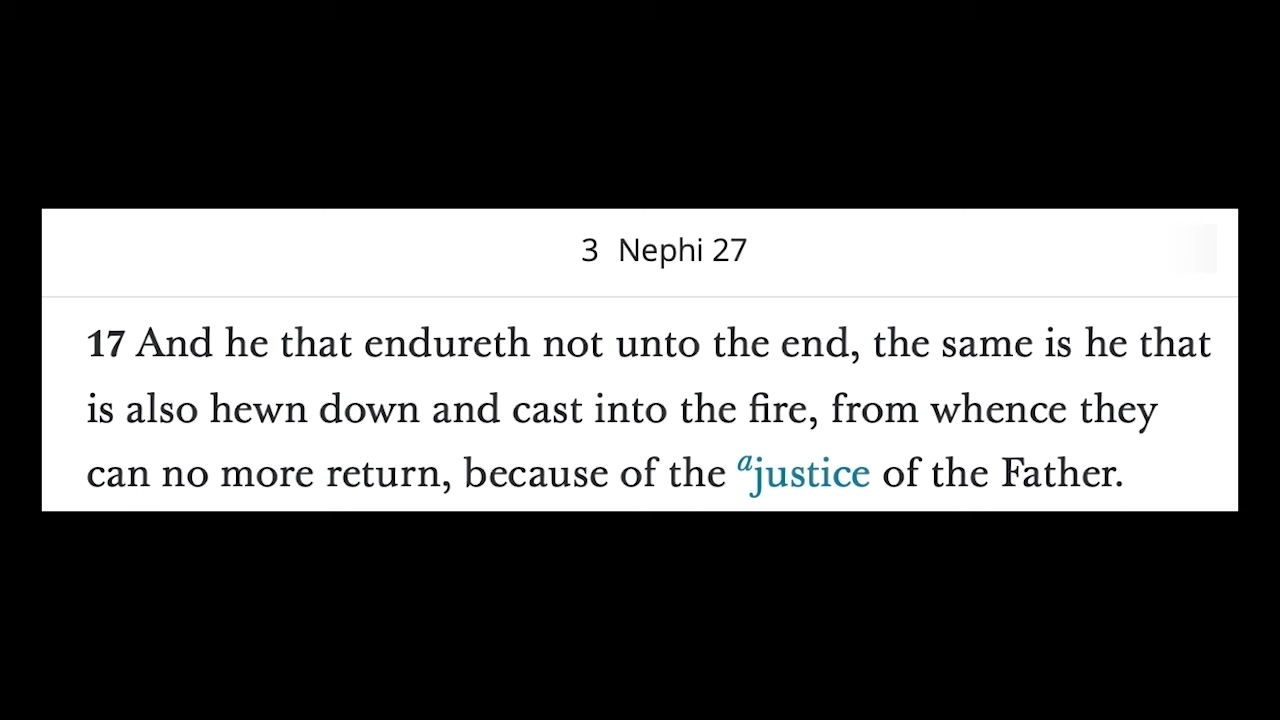 3 Nephi 27
17 And he that endureth not unto the end, the same is he that
is also hewn down and cast into the fire, from whence they
can no more return, because of the ajustice of the Father.